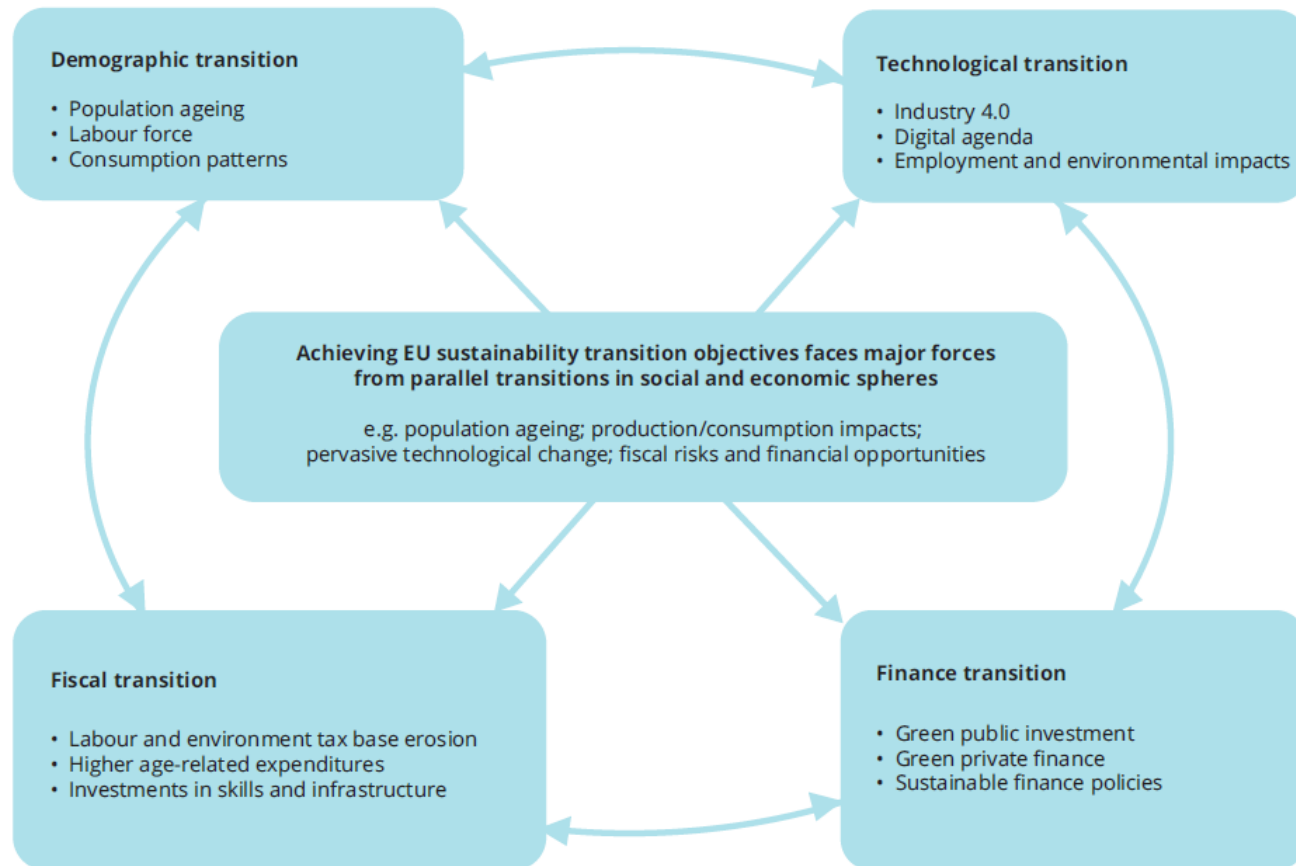 Demographic transition
• Population ageing
• Labour force
• Consumption patterns
Technological transition
• Industry 4.0
• Digital agenda
• Employment and environmental impacts
Achieving EU sustainability transition objectives faces major forces
from parallel transitions in social and economic spheres
e.g. population ageing; production/consumption impacts;
pervasive technological change; fiscal risks and financial opportunities
Fiscal transition
• Labour and environment tax base erosion
• Higher age-related expenditures
• Investments in skills and infrastructure
Finance transition
• Green public investment
• Green private finance
• Sustainable finance policies